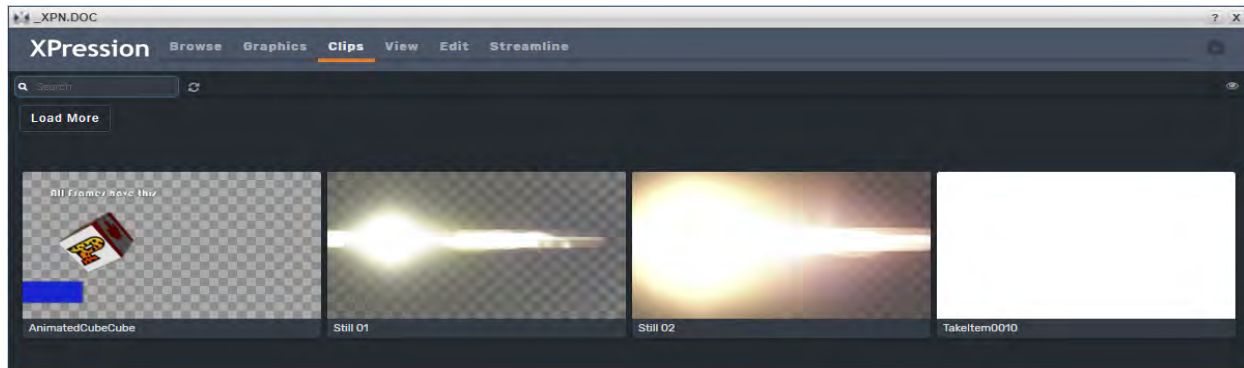 _XPN.DOC ? X
XPression Browse Graphics Clips View Edit Streamline
Search
Load More
All Frames have this
AnimatedCubeCube Still 01 Still 02 TakeItem0010